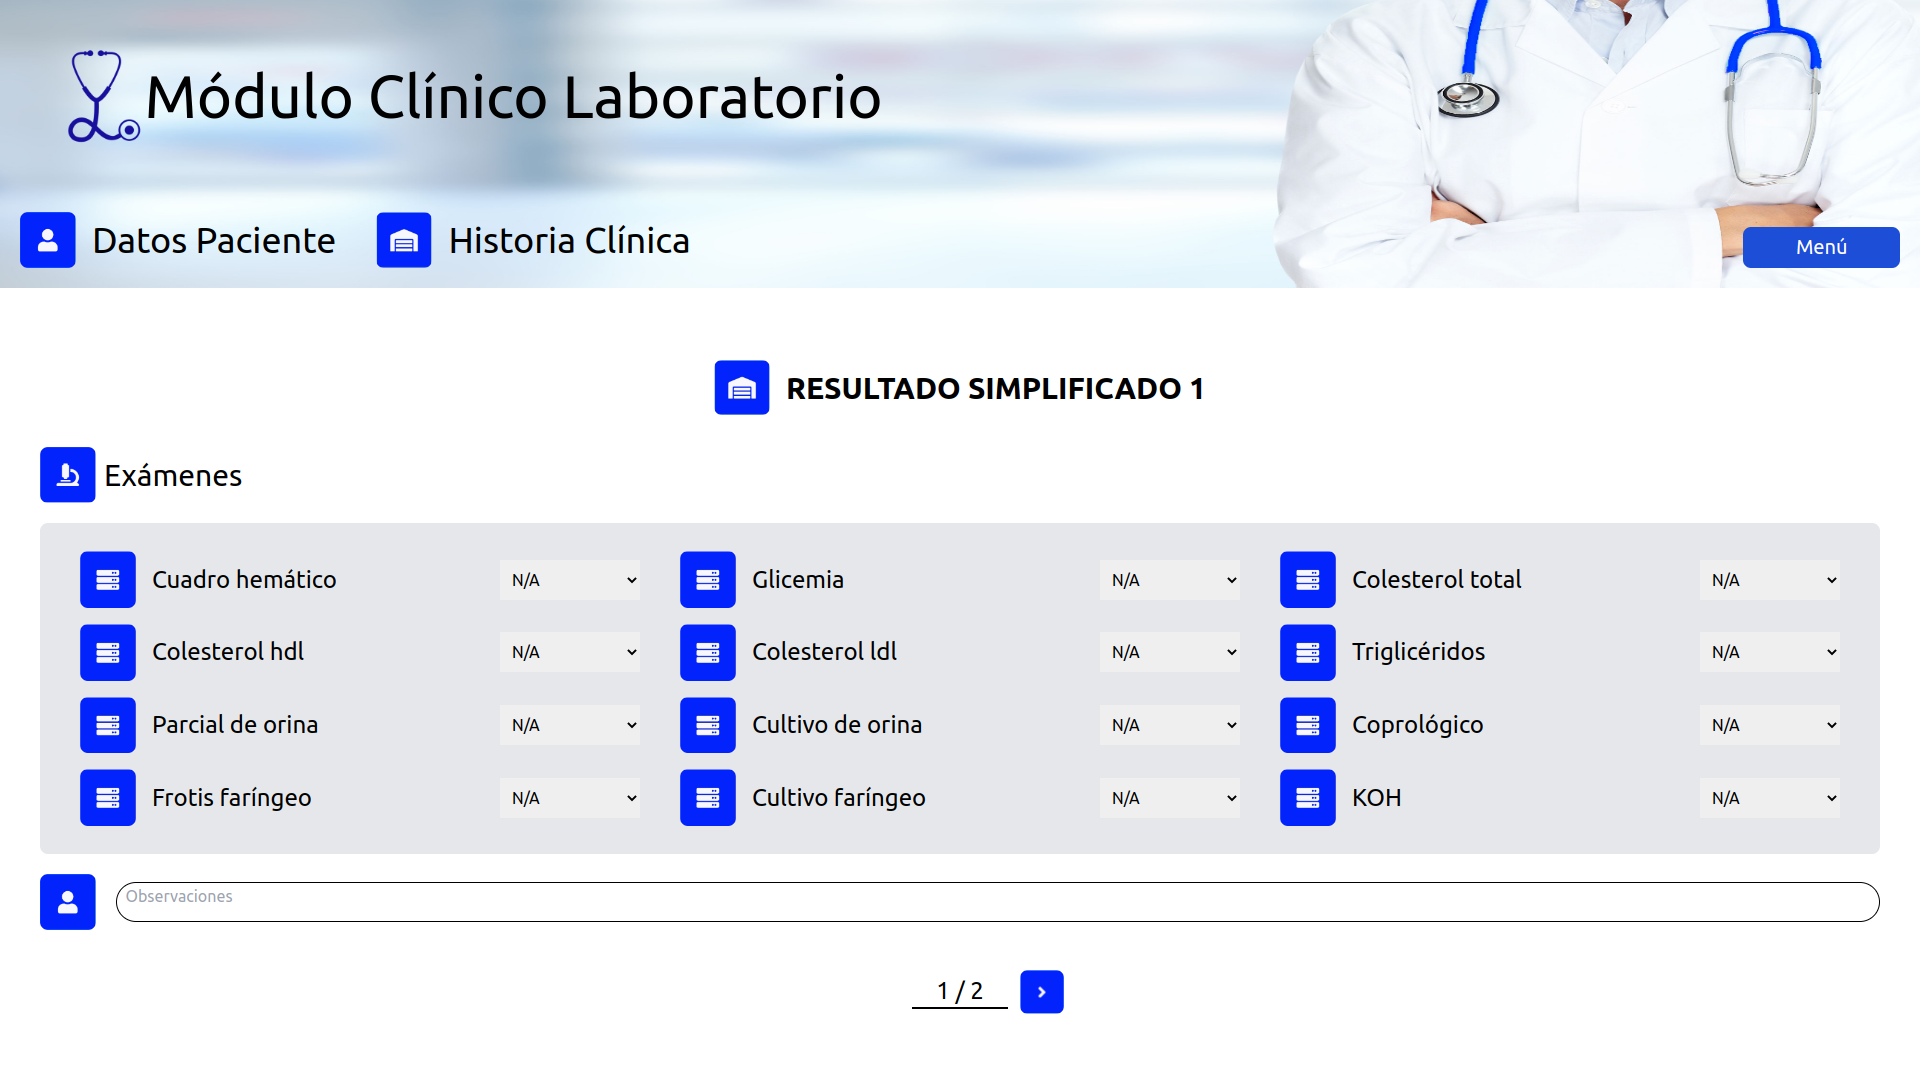 Módulo Clínico Laboratorio
Datos Paciente
Historia Clínica
Menú
RESULTADO SIMPLIFICADO 1
Exámenes
Cuadro hemático N/A
Glicemia N/A
Colesterol total N/A
Colesterol hdl N/A
Colesterol ldl N/A
Triglicéridos N/A
Parcial de orina N/A
Cultivo de orina N/A
Coprológico N/A
Frotis faríngeo N/A
Cultivo faríngeo N/A
KOH N/A
Observaciones
1 / 2